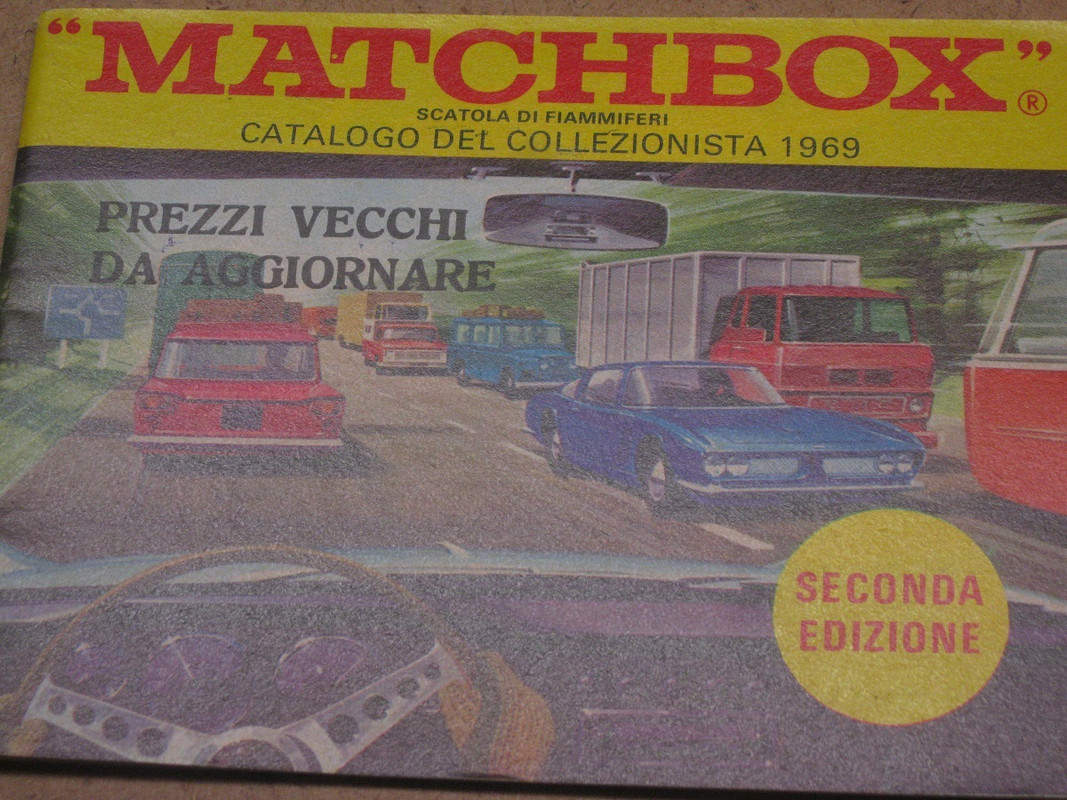 “MATCHBOX”®
SCATOLA DI FIAMMIFERI
CATALOGO DEL COLLEZIONISTA 1969
PREZZI VECCHI
DA AGGIORNARE
SECONDA
EDIZIONE